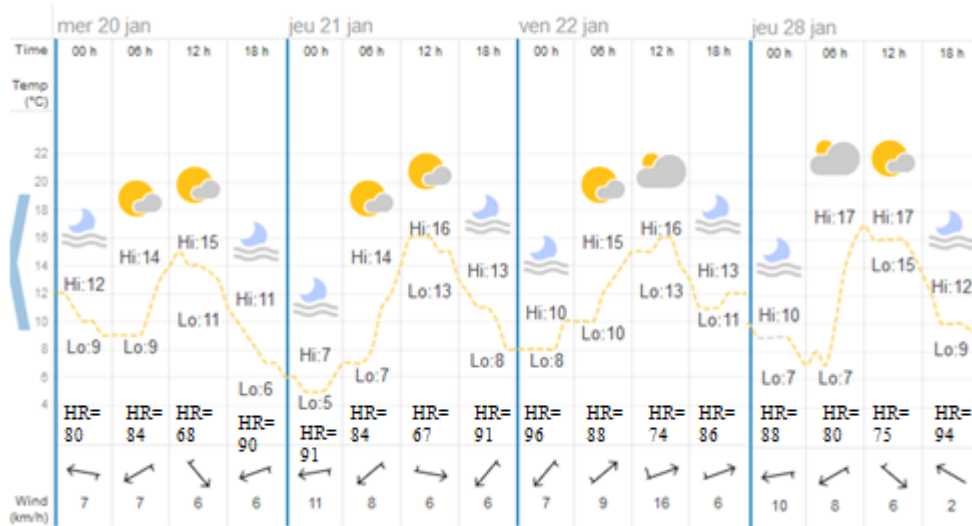 mer 20 jan jeu 21 jan ven 22 jan jeu 28 jan
Time 00 h 06 h 12 h 18 h 00 h 06 h 12 h 18 h 00 h 06 h 12 h 18 h 00 h 06 h 12 h 18 h
Temp
(°C)
22
20
18
16
14
12
10
8
6
4
Hi:12 Hi:14 Hi:15 Hi:11 Hi:7 Hi:14 Hi:16 Hi:13 Hi:10 Hi:15 Hi:16 Hi:13 Hi:10 Hi:17 Hi:17 Hi:12
Lo:9 Lo:9 Lo:11 Lo:6 Lo:5 Lo:7 Lo:13 Lo:8 Lo:8 Lo:10 Lo:13 Lo:11 Lo:7 Lo:7 Lo:15 Lo:9
HR= HR= HR= HR= HR= HR= HR= HR= HR= HR= HR= HR= HR= HR= HR= HR=
80 84 68 90 91 84 67 91 96 88 74 86 88 80 75 94
Wind
(km/h)
7 7 6 6 11 8 6 6 7 9 16 6 10 8 6 2